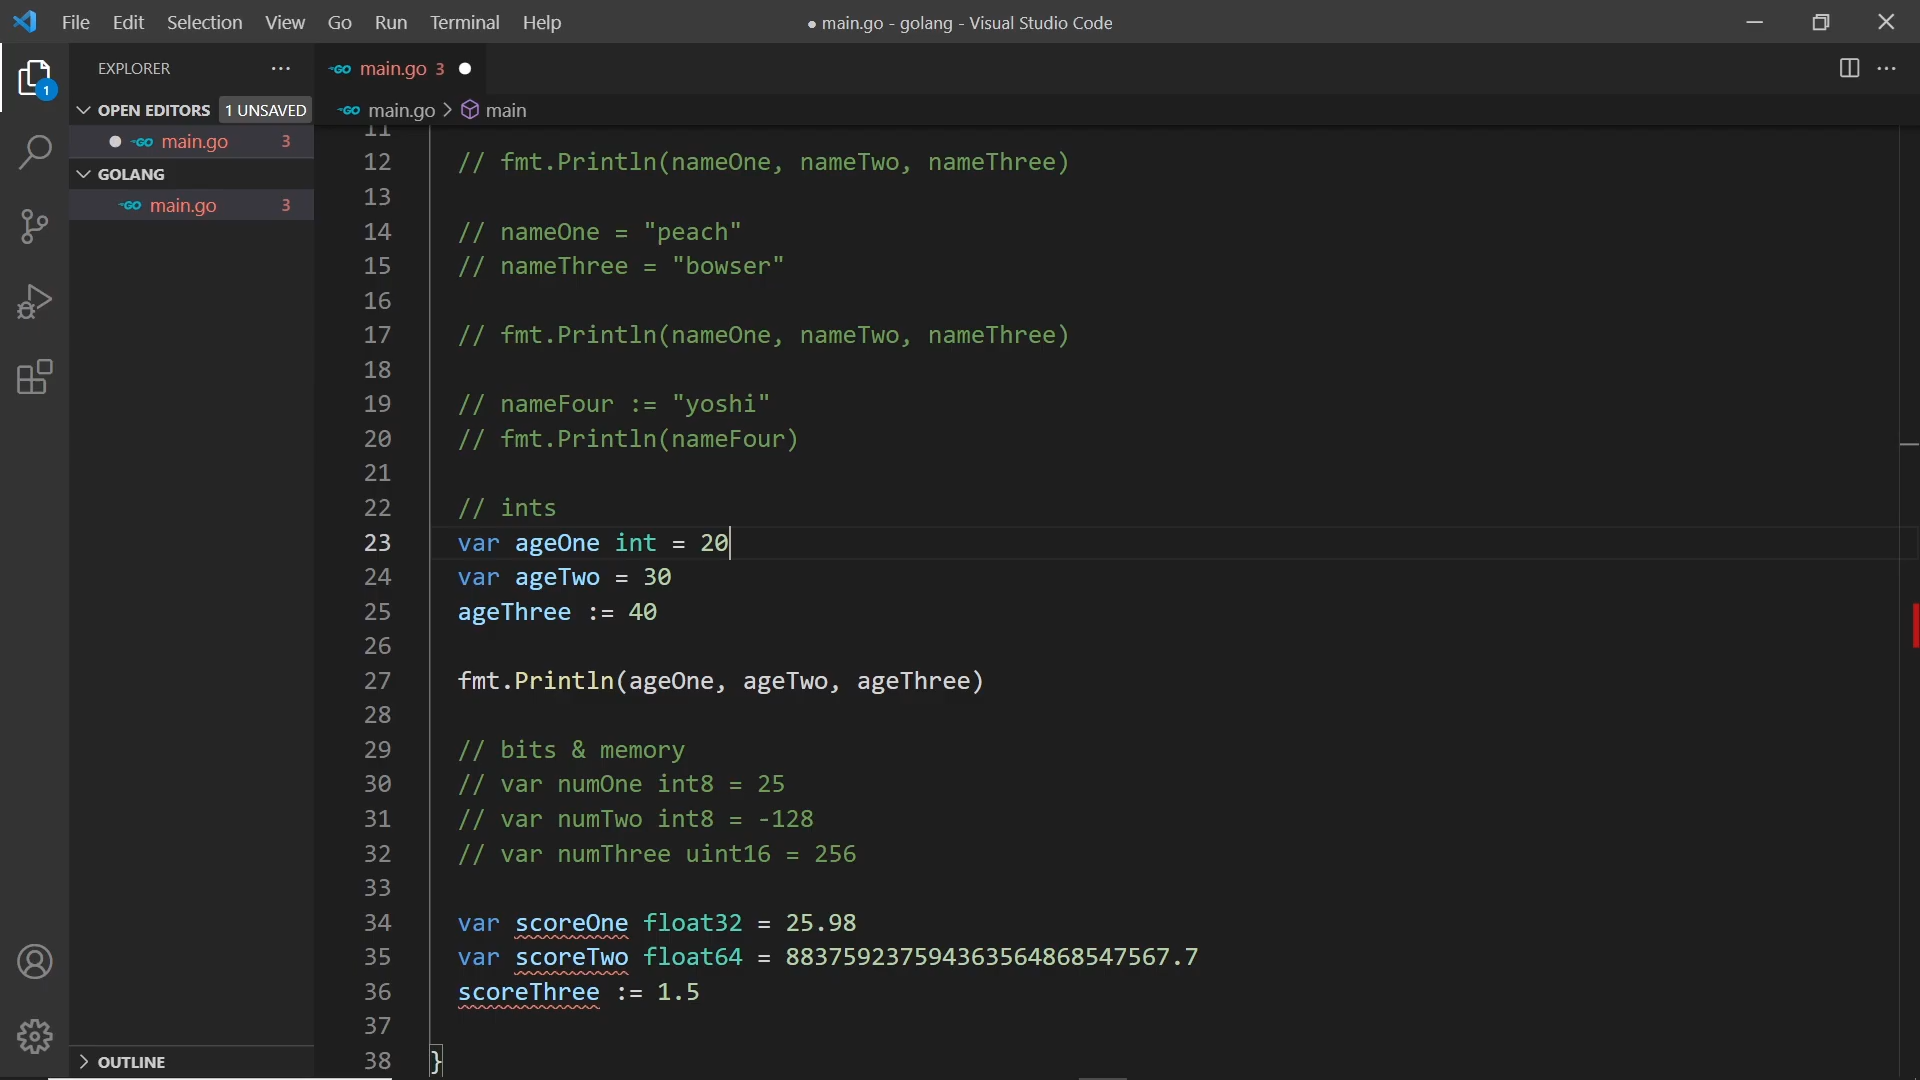 File Edit Selection View Go Run Terminal Help
● main.go - golang - Visual Studio Code
EXPLORER
GO main.go 3
OPEN EDITORS 1 UNSAVED
GO main.go > main
GO main.go 3
GOLANG
GO main.go 3
1
11
12 // fmt.Println(nameOne, nameTwo, nameThree)
13
14 // nameOne = "peach"
15 // nameThree = "bowser"
16
17 // fmt.Println(nameOne, nameTwo, nameThree)
18
19 // nameFour := "yoshi"
20 // fmt.Println(nameFour)
21
22 // ints
23 var ageOne int = 20
24 var ageTwo = 30
25 ageThree := 40
26
27 fmt.Println(ageOne, ageTwo, ageThree)
28
29 // bits & memory
30 // var numOne int8 = 25
31 // var numTwo int8 = -128
32 // var numThree uint16 = 256
33
34 var scoreOne float32 = 25.98
35 var scoreTwo float64 = 8837592375943635648685475​67.7
36 scoreThree := 1.5
37
38 }
OUTLINE